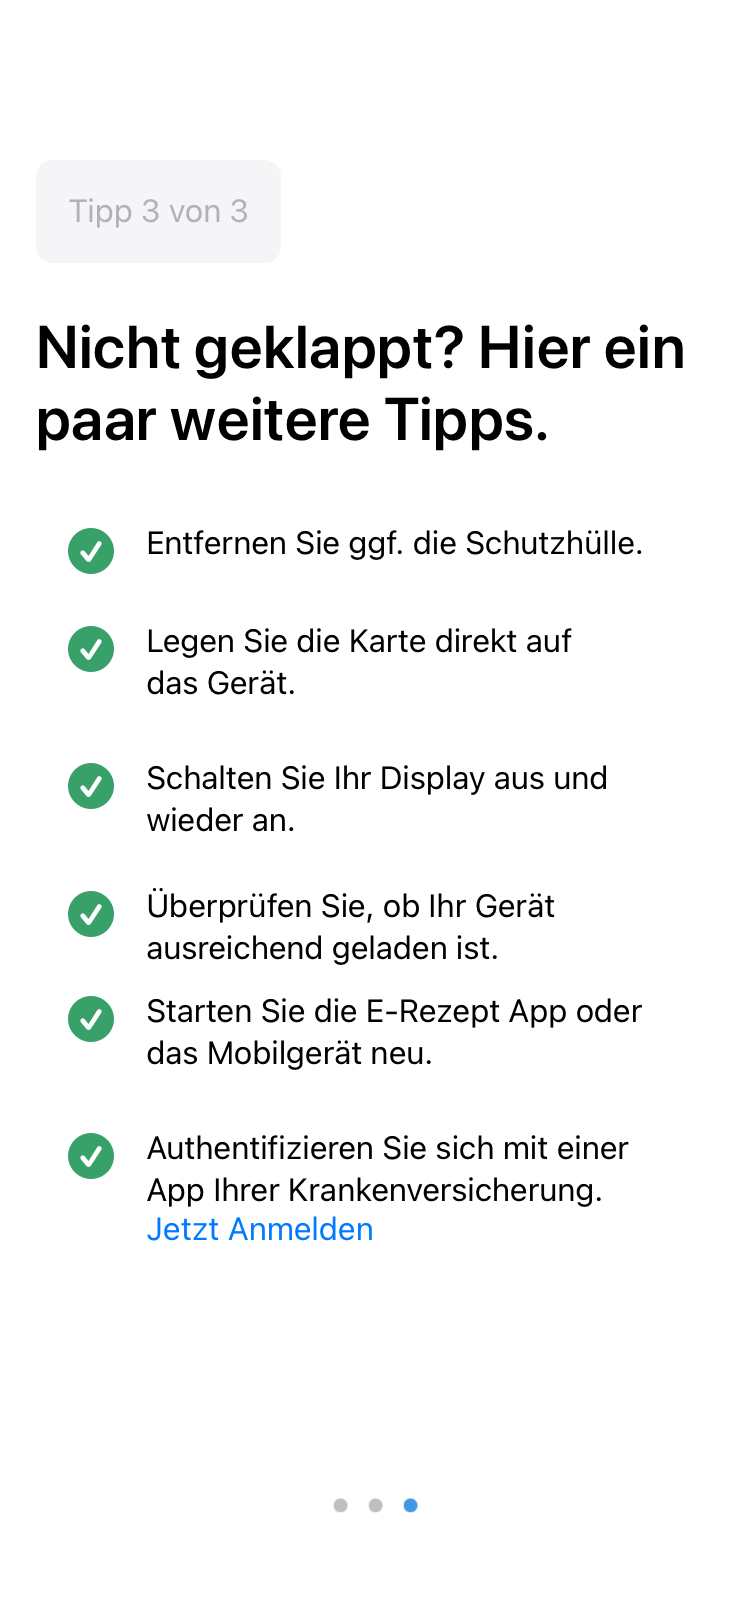 Tipp 3 von 3
Nicht geklappt? Hier ein
paar weitere Tipps.
Entfernen Sie ggf. die Schutzhülle.
Legen Sie die Karte direkt auf
das Gerät.
Schalten Sie Ihr Display aus und
wieder an.
Überprüfen Sie, ob Ihr Gerät
ausreichend geladen ist.
Starten Sie die E-Rezept App oder
das Mobilgerät neu.
Authentifizieren Sie sich mit einer
App Ihrer Krankenversicherung.
Jetzt Anmelden